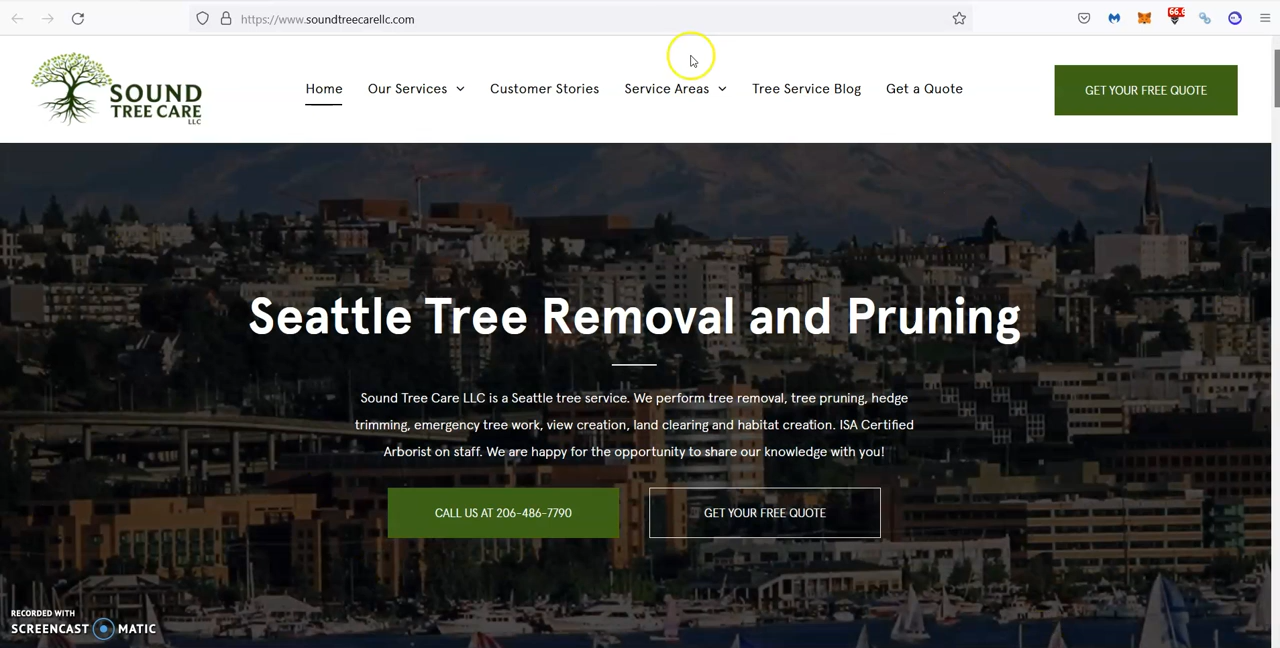 https://www.soundtreecarellc.com
66.6
SOUND
TREE CARE
LLC
Home
Our Services
Customer Stories
Service Areas
Tree Service Blog
Get a Quote
GET YOUR FREE QUOTE
Seattle Tree Removal and Pruning
Sound Tree Care LLC is a Seattle tree service. We perform tree removal, tree pruning, hedge
trimming, emergency tree work, view creation, land clearing and habitat creation. ISA Certified
Arborist on staff. We are happy for the opportunity to share our knowledge with you!
CALL US AT 206-486-7790
GET YOUR FREE QUOTE
RECORDED WITH
SCREENCAST MATIC